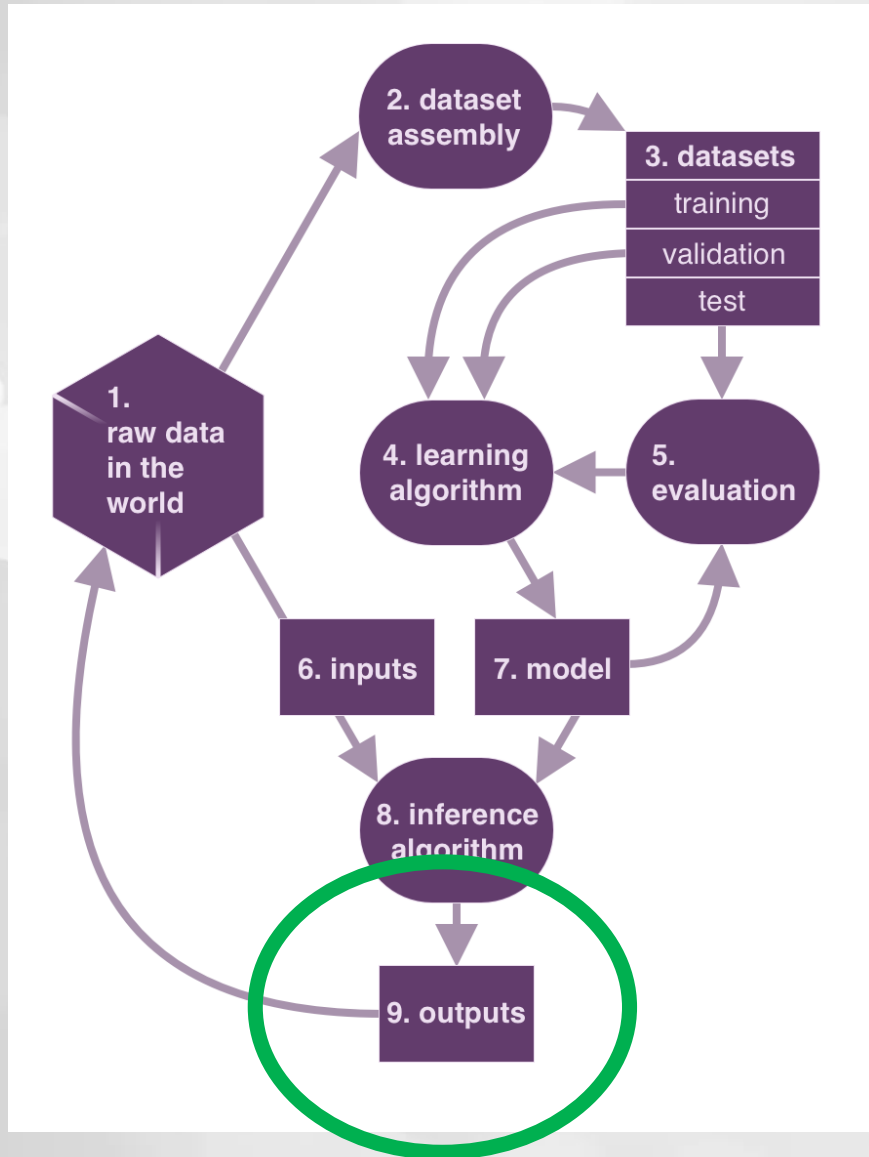 2. dataset
assembly
3. datasets
training
validation
test
1.
raw data
in the
world
4. learning
algorithm
5.
evaluation
6. inputs
7. model
8. inference
algorithm
9. outputs